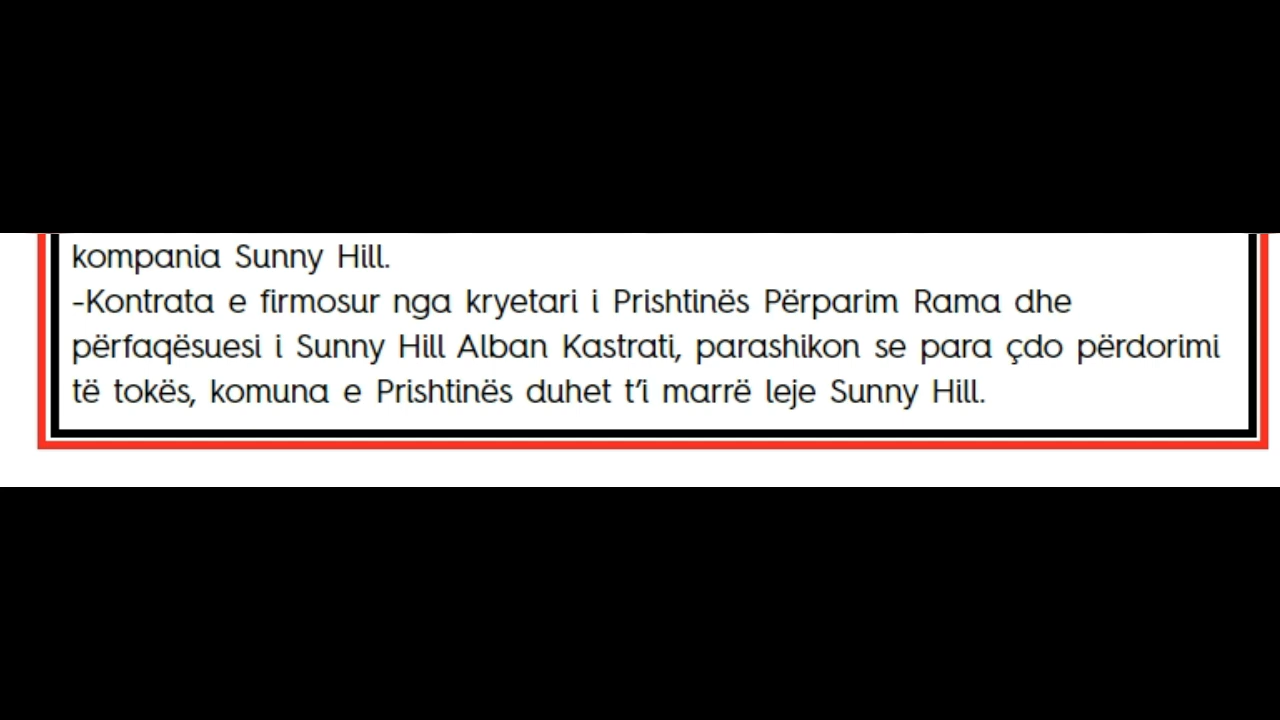 kompania Sunny Hill.
-Kontrata e firmosur nga kryetari i Prishtinës Përparim Rama dhe
përfaqësuesi i Sunny Hill Alban Kastrati, parashikon se para çdo përdorimi
të tokës, komuna e Prishtinës duhet t’i marrë leje Sunny Hill.